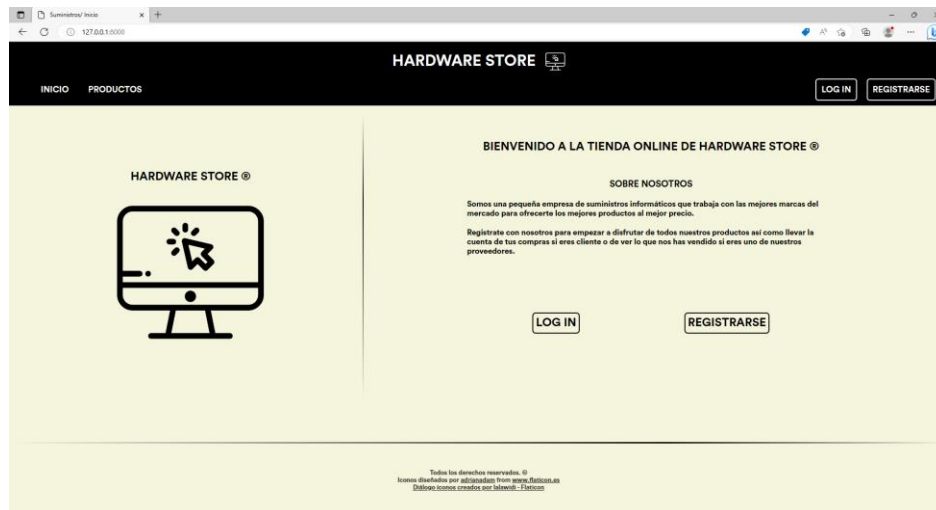 Suministros/ Inicio
127.0.0.1:5000
HARDWARE STORE
INICIO PRODUCTOS LOG IN REGISTRARSE
HARDWARE STORE ®
BIENVENIDO A LA TIENDA ONLINE DE HARDWARE STORE ®
SOBRE NOSOTROS
Somos una pequeña empresa de suministros informáticos que trabaja con las mejores marcas del
mercado para ofrecerte los mejores productos al mejor precio.
Registrate con nosotros para empezar a disfrutar de todos nuestros productos así como llevar la
cuenta de tus compras si eres cliente o de ver lo que nos has vendido si eres uno de nuestros
proveedores.
LOG IN REGISTRARSE
Todos los derechos reservados. ©
Iconos diseñados por adrianadam from www.flaticon.es
Diálogo iconos creados por lalawidi - Flaticon